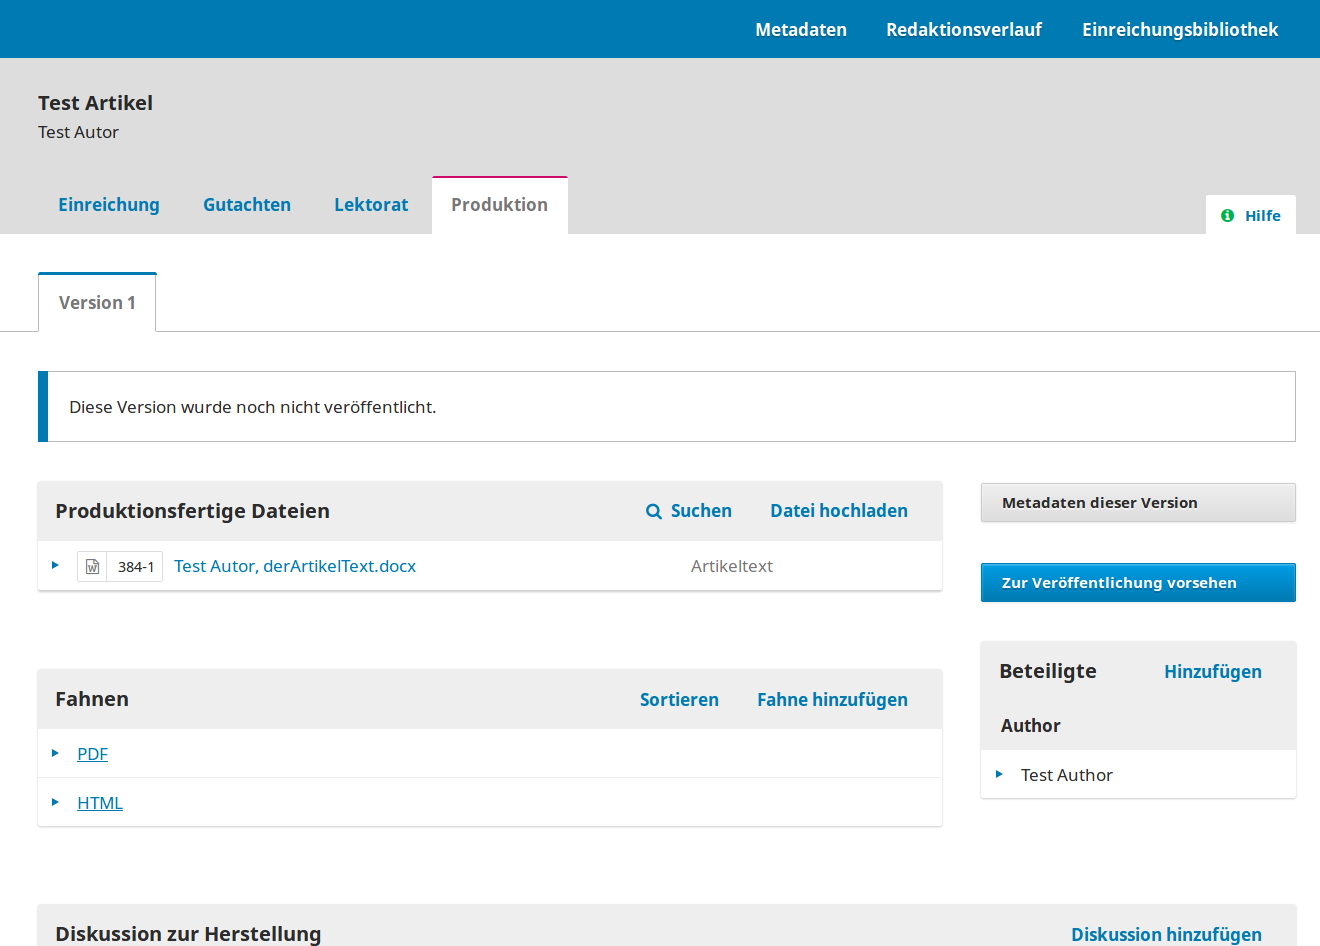 Metadaten Redaktionsverlauf Einreichungsbibliothek
Test Artikel
Test Autor
Einreichung Gutachten Lektorat Produktion
Hilfe
Version 1
Diese Version wurde noch nicht veröffentlicht.
Produktionsfertige Dateien Suchen Datei hochladen
384-1 Test Autor, derArtikelText.docx Artikeltext
Fahnen Sortieren Fahne hinzufügen
PDF
HTML
Metadaten dieser Version
Zur Veröffentlichung vorsehen
Beteiligte Hinzufügen
Author
Test Author
Diskussion zur Herstellung Diskussion hinzufügen